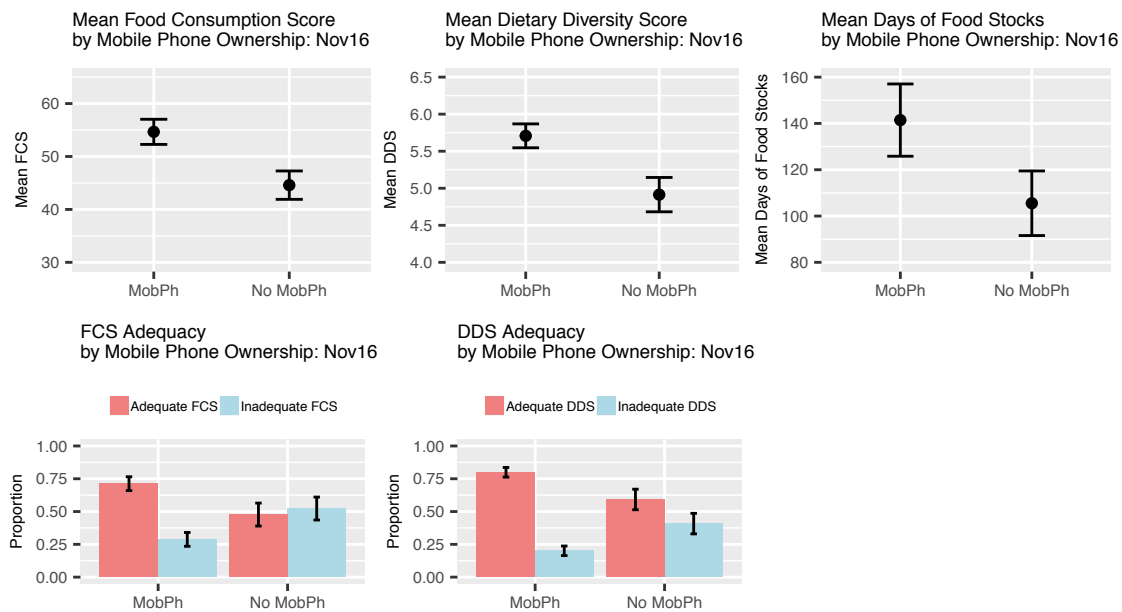 Mean Food Consumption Score
by Mobile Phone Ownership: Nov16
Mean FCS
60
50
40
30
MobPh No MobPh
Mean Dietary Diversity Score
by Mobile Phone Ownership: Nov16
Mean DDS
6.5
6.0
5.5
5.0
4.5
4.0
MobPh No MobPh
Mean Days of Food Stocks
by Mobile Phone Ownership: Nov16
Mean Days of Food Stocks
160
140
120
100
80
MobPh No MobPh
FCS Adequacy
by Mobile Phone Ownership: Nov16
Adequate FCS Inadequate FCS
Proportion
1.00
0.75
0.50
0.25
0.00
MobPh No MobPh
DDS Adequacy
by Mobile Phone Ownership: Nov16
Adequate DDS Inadequate DDS
Proportion
1.00
0.75
0.50
0.25
0.00
MobPh No MobPh